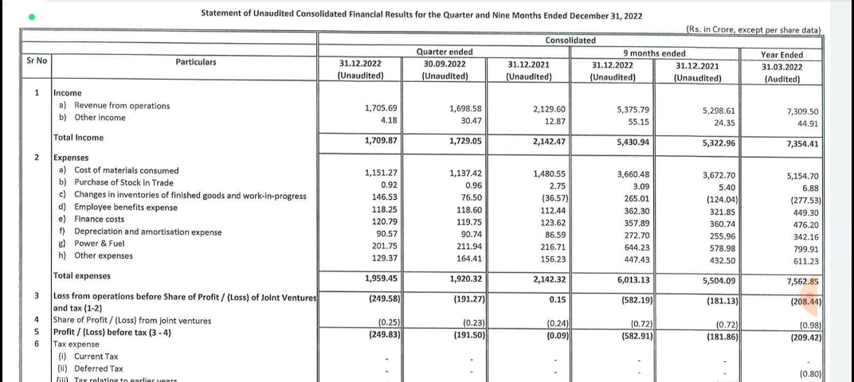 Statement of Unaudited Consolidated Financial Results for the Quarter and Nine Months Ended December 31, 2022
(Rs. in Crore, except per share data)
Consolidated
Sr No Particulars Quarter ended 9 months ended Year Ended
31.12.2022 30.09.2022 31.12.2021 31.12.2022 31.12.2021 31.03.2022
(Unaudited) (Unaudited) (Unaudited) (Unaudited) (Unaudited) (Audited)
1 Income
a) Revenue from operations 1,705.69 1,698.58 2,129.60 5,375.79 5,298.61 7,309.50
b) Other income 4.18 30.47 12.87 55.15 24.35 44.91
Total Income 1,709.87 1,729.05 2,142.47 5,430.94 5,322.96 7,354.41
2 Expenses
a) Cost of materials consumed 1,151.27 1,137.42 1,480.55 3,660.48 3,672.70 5,154.70
b) Purchase of Stock in Trade 0.92 0.96 2.75 3.09 5.40 6.88
c) Changes in inventories of finished goods and work-in-progress 146.53 76.50 (36.57) 265.01 (124.04) (277.53)
d) Employee benefits expense 118.25 118.60 112.44 362.30 321.85 449.30
e) Finance costs 120.79 119.75 123.62 357.89 360.74 476.20
f) Depreciation and amortisation expense 90.57 90.74 86.59 272.70 255.96 342.16
g) Power & Fuel 201.75 211.94 216.71 644.23 578.98 799.91
h) Other expenses 129.37 164.41 156.23 447.43 432.50 611.23
Total expenses 1,959.45 1,920.32 2,142.32 6,013.13 5,504.09 7,562.85
3 Loss from operations before Share of Profit / (Loss) of Joint Ventures (249.58) (191.27) 0.15 (582.19) (181.13) (208.44)
and tax (1-2)
4 Share of Profit / (Loss) from joint ventures (0.25) (0.23) (0.24) (0.72) (0.72) (0.98)
5 Profit / (Loss) before tax (3 - 4) (249.83) (191.50) (0.09) (582.91) (181.86) (209.42)
6 Tax expense
(i) Current Tax - - - - - -
(ii) Deferred Tax - - - - - (0.80)
(iii) Tax relating to earlier years